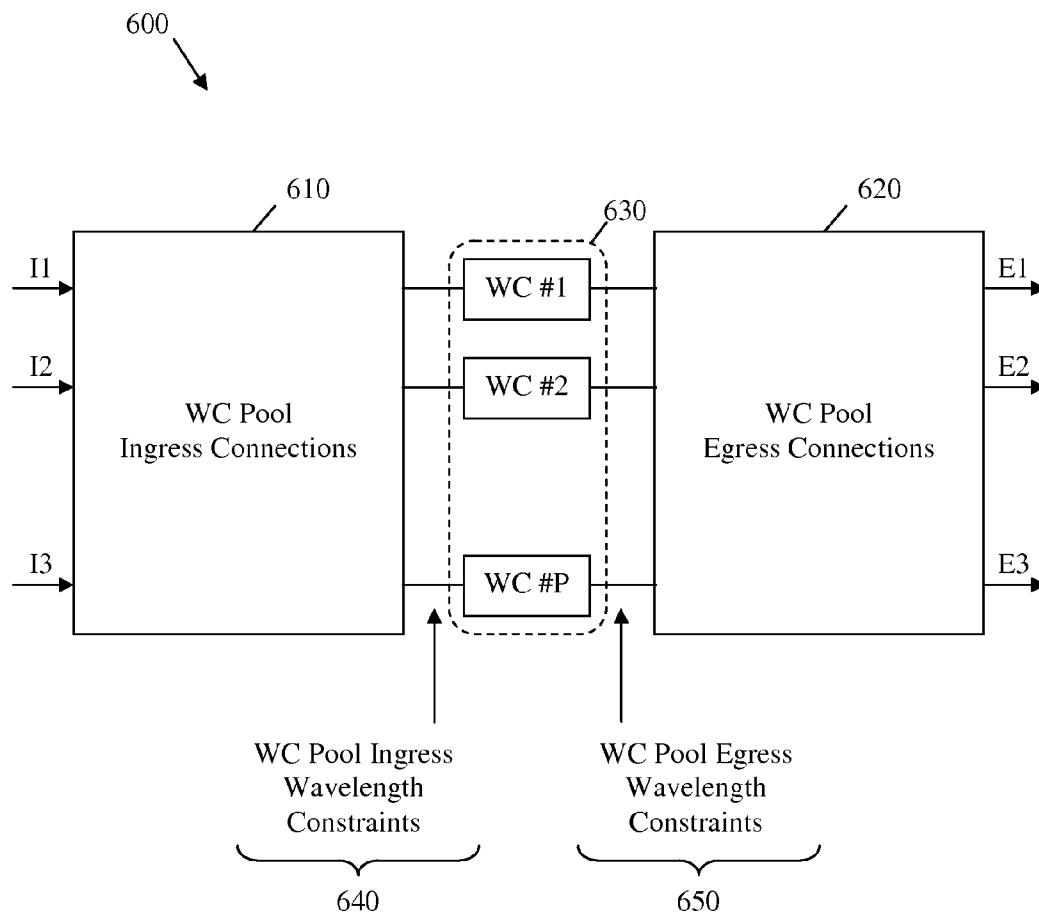 600
610
620
630
I1
WC #1
E1
I2
WC #2
E2
WC Pool
Ingress Connections
WC Pool
Egress Connections
I3
WC #P
E3
WC Pool Ingress
Wavelength
Constraints
WC Pool Egress
Wavelength
Constraints
640
650